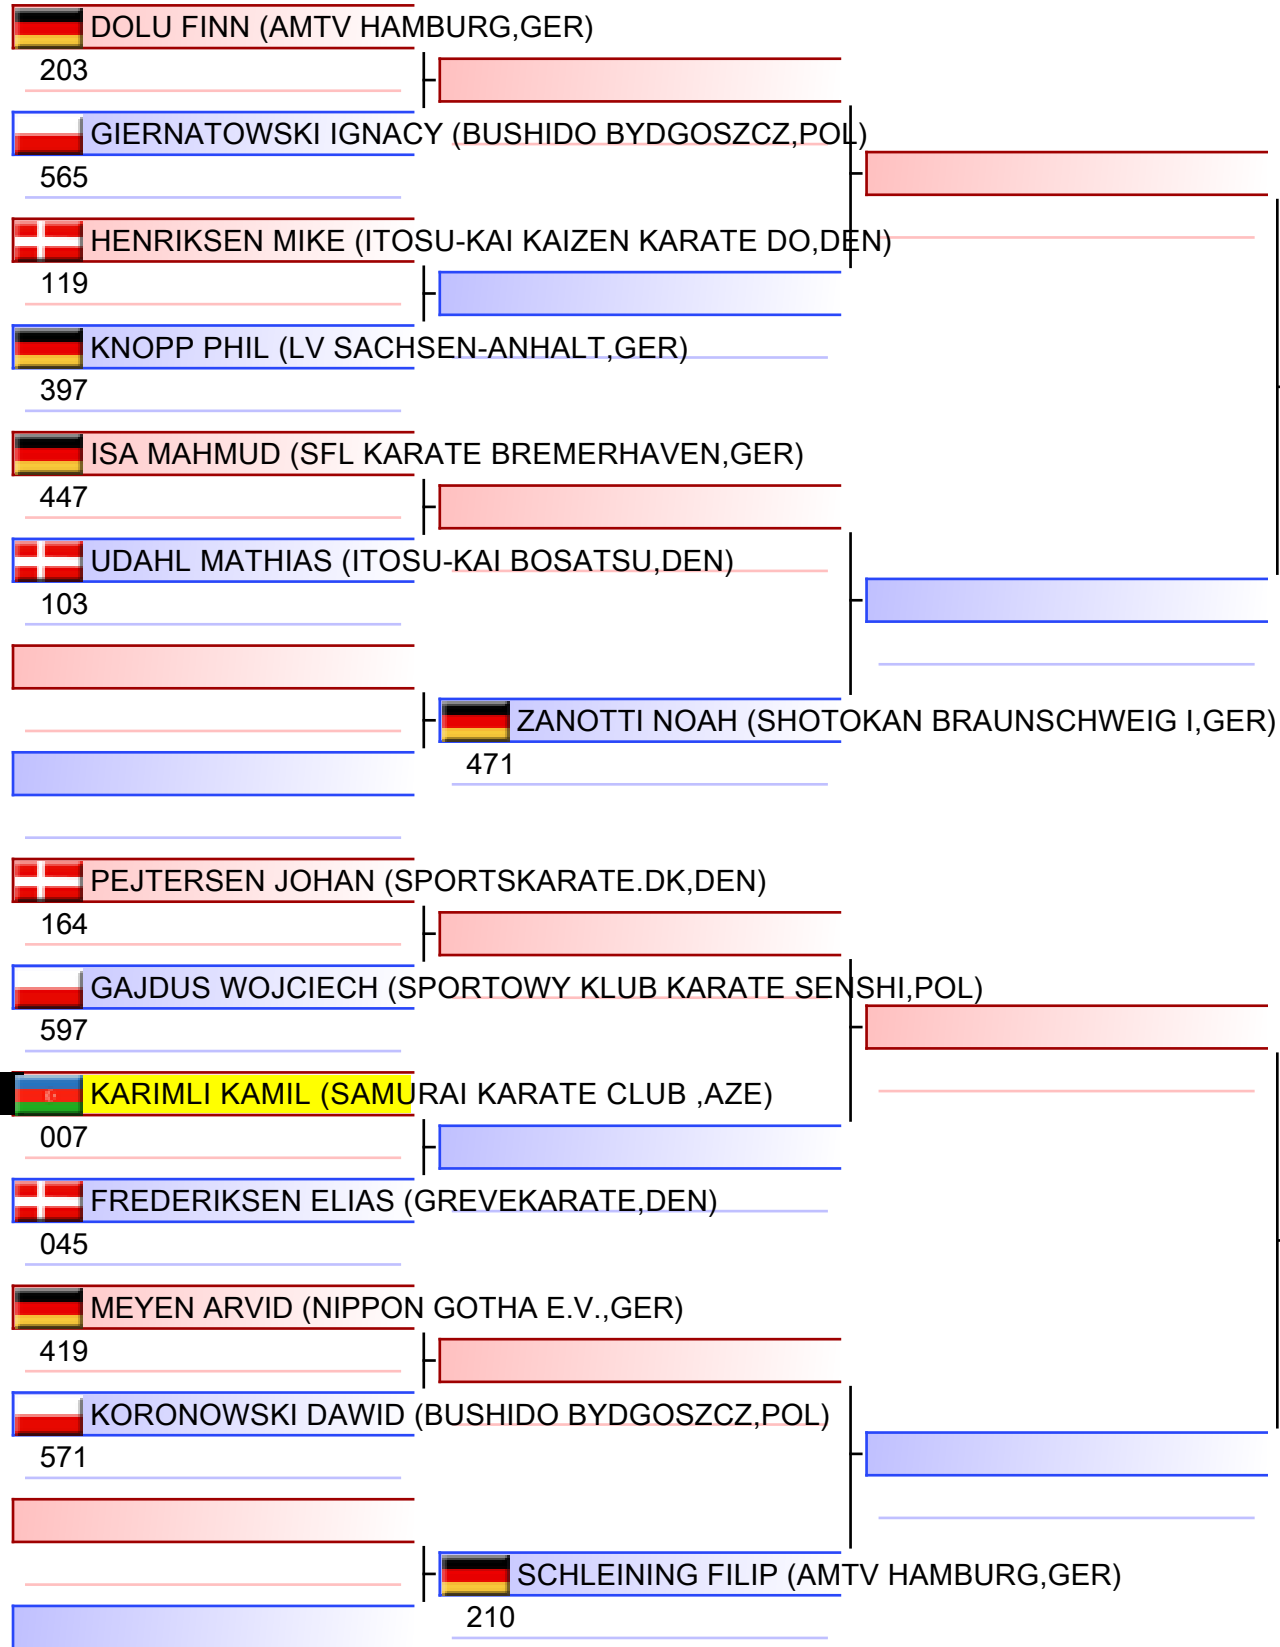 DOLU FINN (AMTV HAMBURG,GER)
203
GIERNATOWSKI IGNACY (BUSHIDO BYDGOSZCZ,POL)
565
HENRIKSEN MIKE (ITOSU-KAI KAIZEN KARATE DO,DEN)
119
KNOPP PHIL (LV SACHSEN-ANHALT,GER)
397
ISA MAHMUD (SFL KARATE BREMERHAVEN,GER)
447
UDAHL MATHIAS (ITOSU-KAI BOSATSU,DEN)
103
ZANOTTI NOAH (SHOTOKAN BRAUNSCHWEIG I,GER)
471
PEJTERSEN JOHAN (SPORTSKARATE.DK,DEN)
164
GAJDUS WOJCIECH (SPORTOWY KLUB KARATE SENSHI,POL)
597
KARIMLI KAMIL (SAMURAI KARATE CLUB ,AZE)
007
FREDERIKSEN ELIAS (GREVEKARATE,DEN)
045
MEYEN ARVID (NIPPON GOTHA E.V.,GER)
419
KORONOWSKI DAWID (BUSHIDO BYDGOSZCZ,POL)
571
SCHLEINING FILIP (AMTV HAMBURG,GER)
210